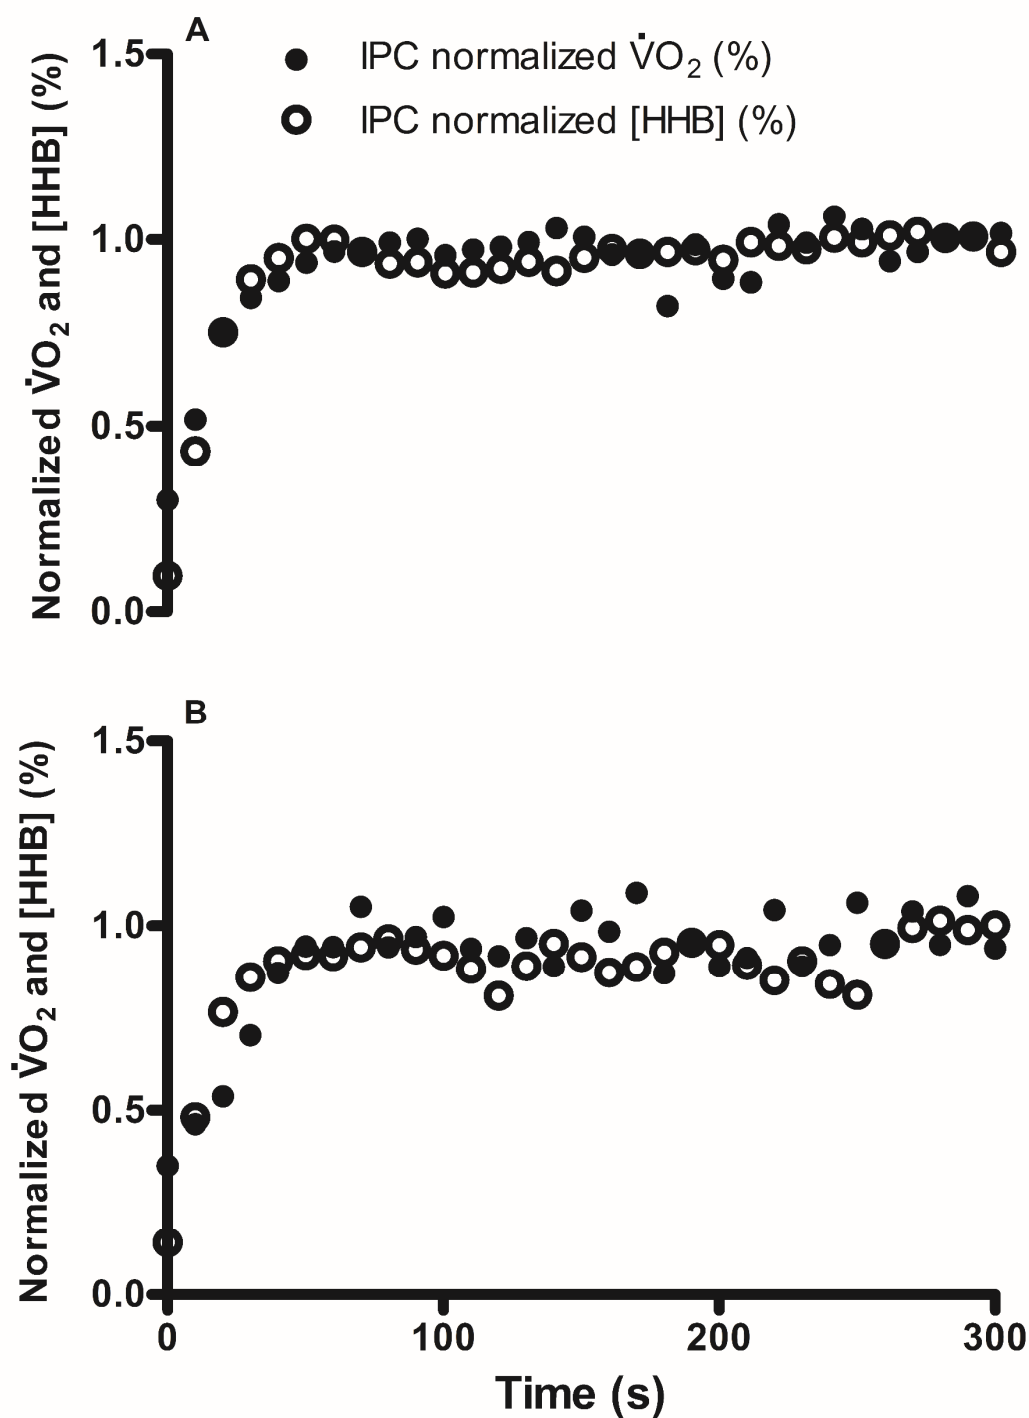 A
1.5
IPC normalized V̇O₂ (%)
IPC normalized [HHB] (%)
1.0
0.5
0.0
Normalized V̇O₂ and [HHB] (%)
B
1.5
1.0
0.5
0.0
Normalized V̇O₂ and [HHB] (%)
0 100 200 300
Time (s)